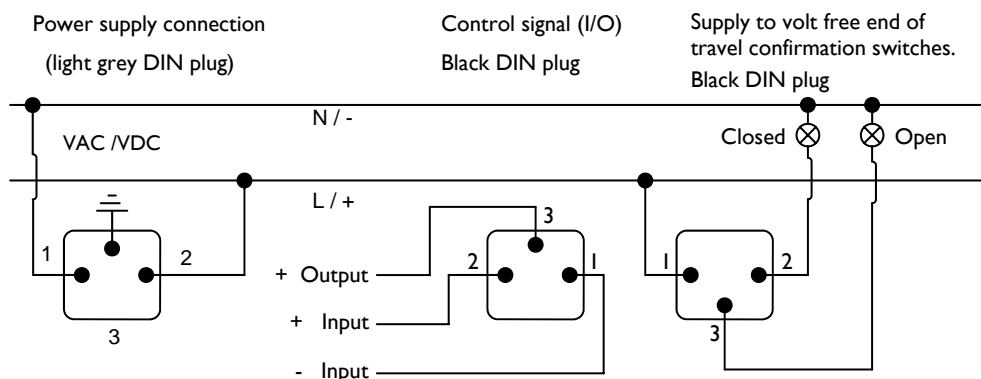 Power supply connection
(light grey DIN plug)
Control signal (I/O)
Black DIN plug
Supply to volt free end of
travel confirmation switches.
Black DIN plug
N / -
VAC /VDC
Closed
Open
L / +
1
2
3
3
2
1
+ Output
+ Input
- Input
1
2
3